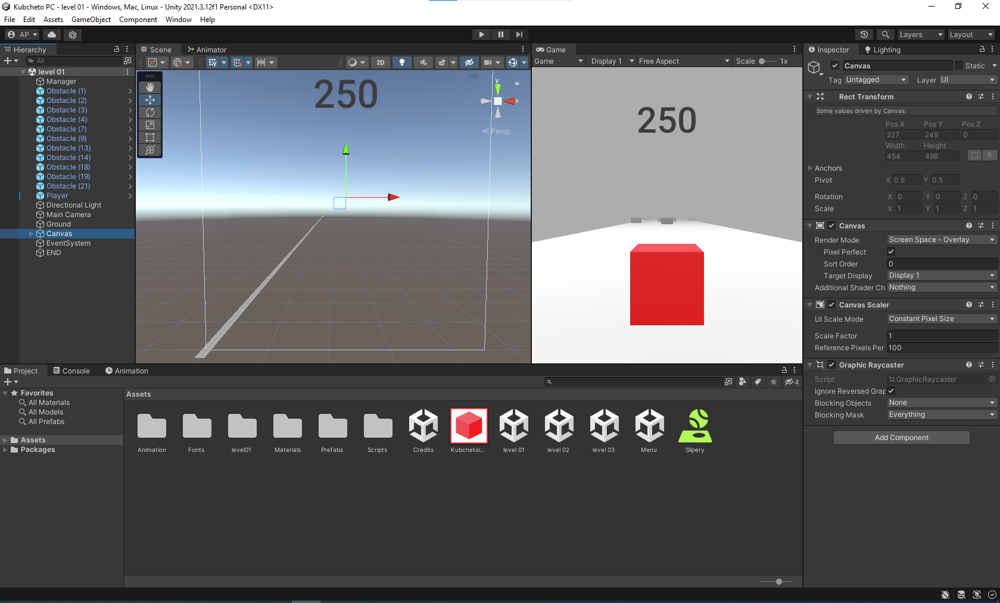 Kubcheto PC - level 01 - Windows, Mac, Linux - Unity 2021.3.12f1 Personal <DX11>
File Edit Assets GameObject Component Window Help
AP
Layers Layout
Hierarchy
All
level 01
Manager
Obstacle (1)
Obstacle (2)
Obstacle (3)
Obstacle (4)
Obstacle (7)
Obstacle (9)
Obstacle (13)
Obstacle (14)
Obstacle (18)
Obstacle (19)
Obstacle (21)
Player
Directional Light
Main Camera
Ground
Canvas
EventSystem
END
Scene Animator
2D
250
y
x
Persp
Game
Game Display 1 Free Aspect Scale 1x
250
Inspector Lighting
Canvas Static
Tag Untagged Layer UI
Rect Transform
Some values driven by Canvas.
Pos X Pos Y Pos Z
227 249 0
Width Height
454 498 R
Anchors
Pivot X 0.5 Y 0.5
Rotation X 0 Y 0 Z 0
Scale X 1 Y 1 Z 1
Canvas
Render Mode Screen Space - Overlay
Pixel Perfect
Sort Order 0
Target Display Display 1
Additional Shader Ch Nothing
Canvas Scaler
UI Scale Mode Constant Pixel Size
Scale Factor 1
Reference Pixels Per 100
Graphic Raycaster
Script GraphicRaycaster
Ignore Reversed Grap
Blocking Objects None
Blocking Mask Everything
Add Component
Project Console Animation
4
Favorites
All Materials
All Models
All Prefabs
Assets
Packages
Assets
Animation Fonts level01 Materials Prefabs Scripts Credits Kubchetoi... level 01 level 02 level 03 Menu Slipery